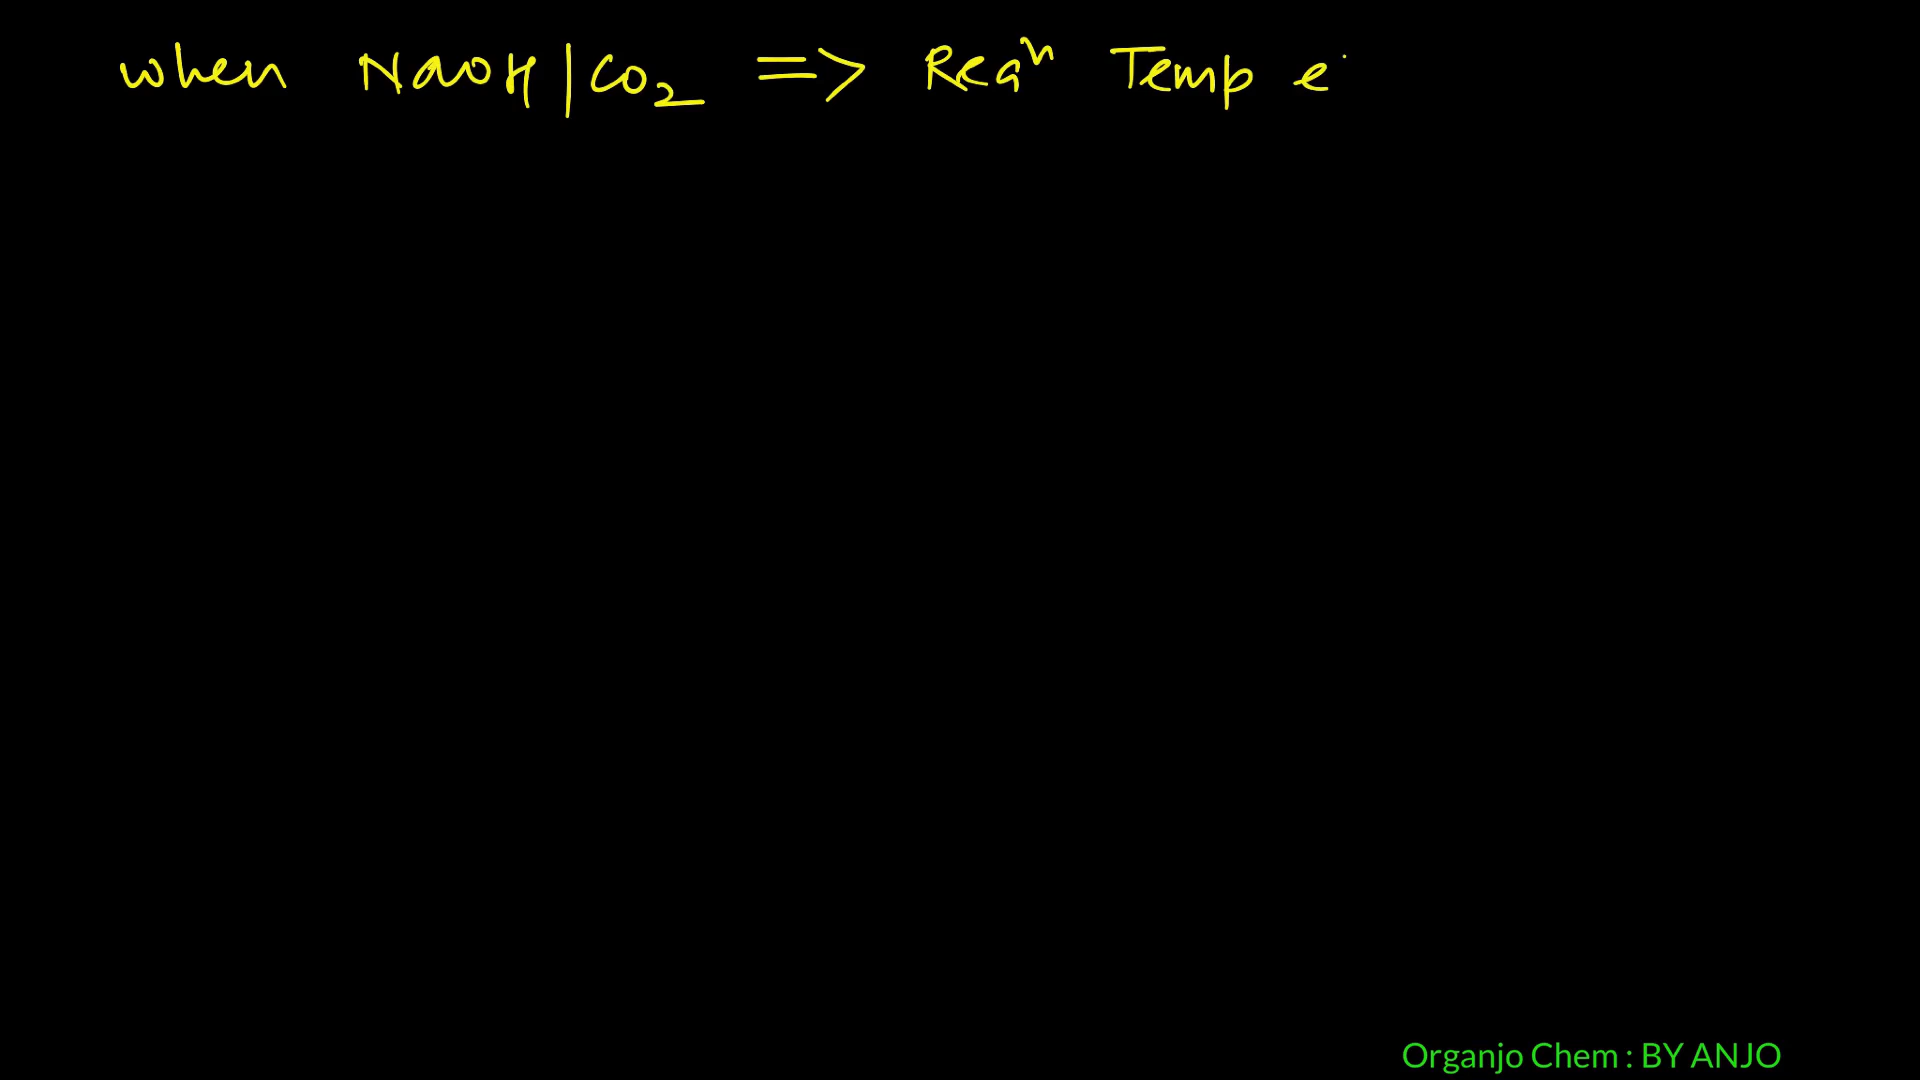 when NaOH|CO₂ => Reaⁿ Temp e
Organjo Chem : BY ANJO